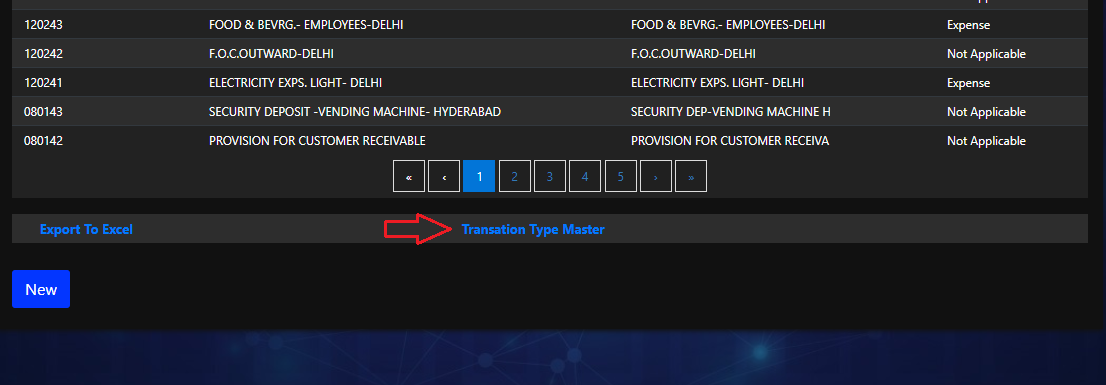 120243 FOOD & BEVRG.- EMPLOYEES-DELHI FOOD & BEVRG.- EMPLOYEES-DELHI Expense
120242 F.O.C.OUTWARD-DELHI F.O.C.OUTWARD-DELHI Not Applicable
120241 ELECTRICITY EXPS. LIGHT- DELHI ELECTRICITY EXPS. LIGHT- DELHI Expense
080143 SECURITY DEPOSIT -VENDING MACHINE- HYDERABAD SECURITY DEP-VENDING MACHINE H Not Applicable
080142 PROVISION FOR CUSTOMER RECEIVABLE PROVISION FOR CUSTOMER RECEIVA Not Applicable
« ‹ 1 2 3 4 5 › »
Export To Excel Transation Type Master
New